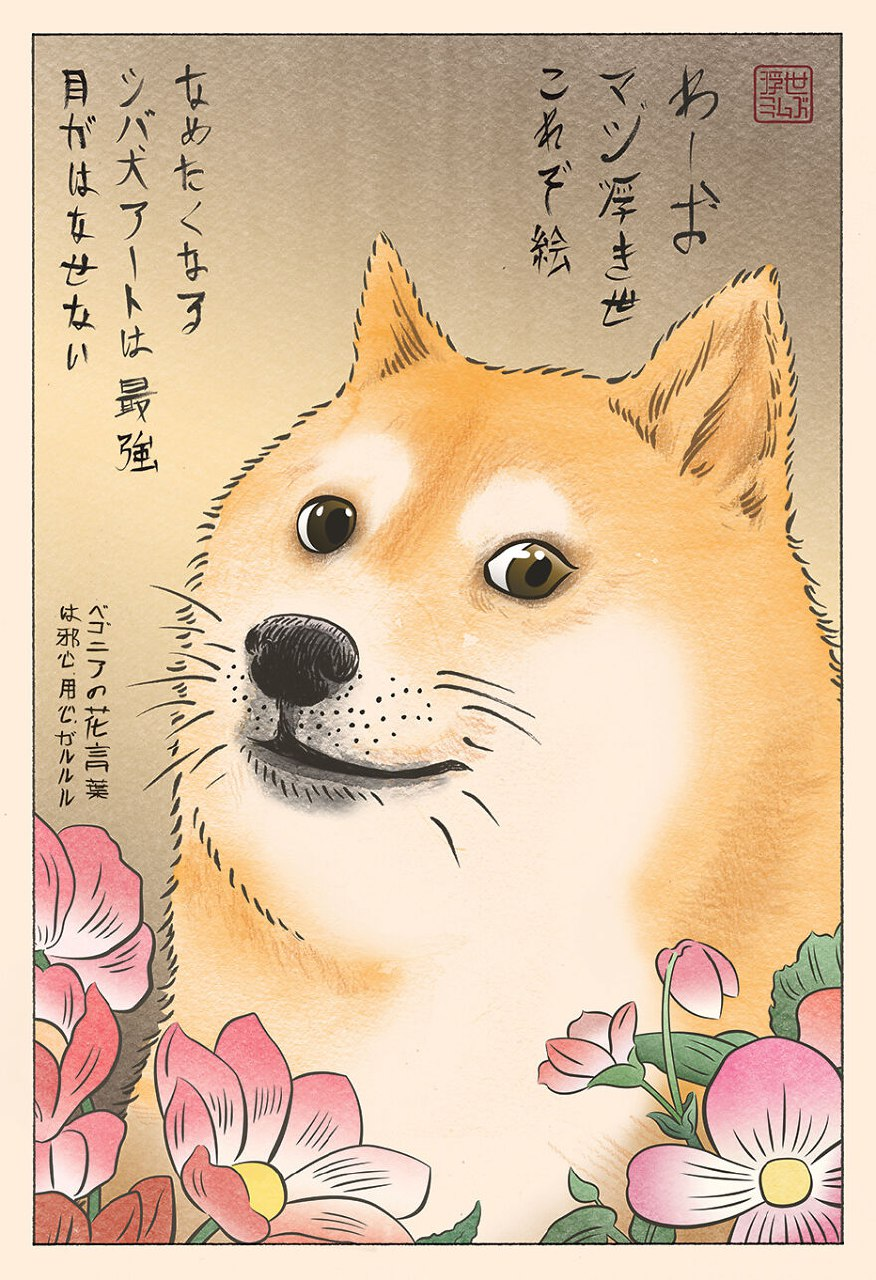 わーお
マジ浮き世
これぞ絵
なめたくなる
シバ犬アートは最強
目がはなせない
ベゴニアの花言葉
は邪心.用心.ガルルル